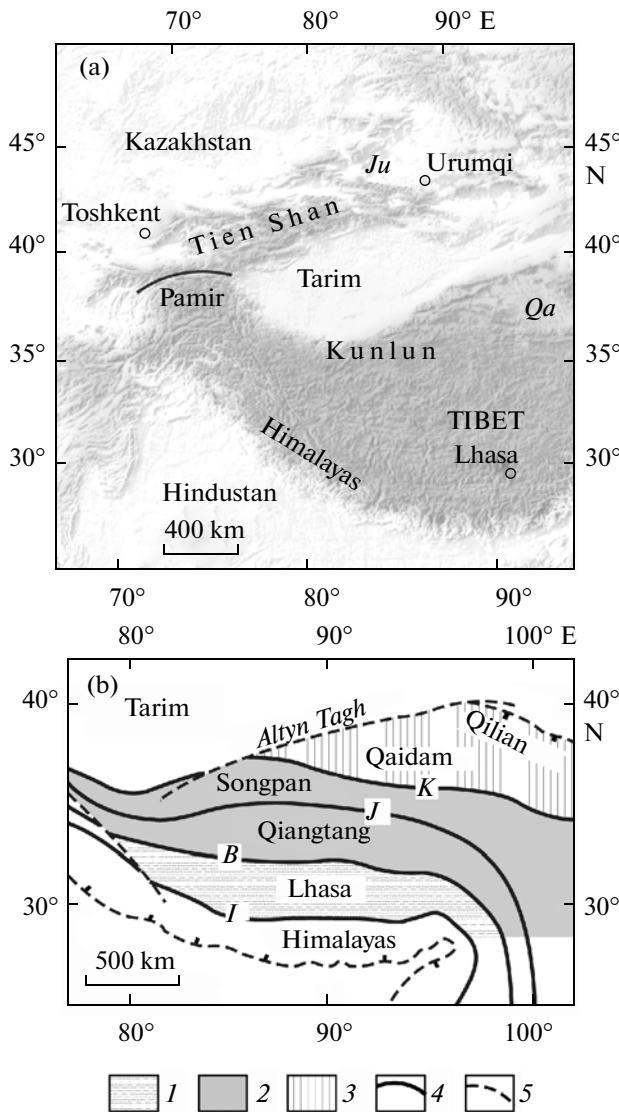 70° 80° 90° E
(a)
45° 45°
Kazakhstan
Ju Urumqi
N
Toshkent
Tien Shan
40° 40°
Tarim
Pamir
Qa
35° Kunlun 35°
TIBET
Himalayas
Lhasa
30° 30°
Hindustan
400 km
70° 80° 90°
80° 90° 100° E
(b)
40° 40°
Tarim
Altyn Tagh
Qilian
N
Qaidam
Songpan
K
J
Qiangtang
B
Lhasa
30° 30°
I
Himalayas
500 km
80° 90° 100°
1 2 3 4 5